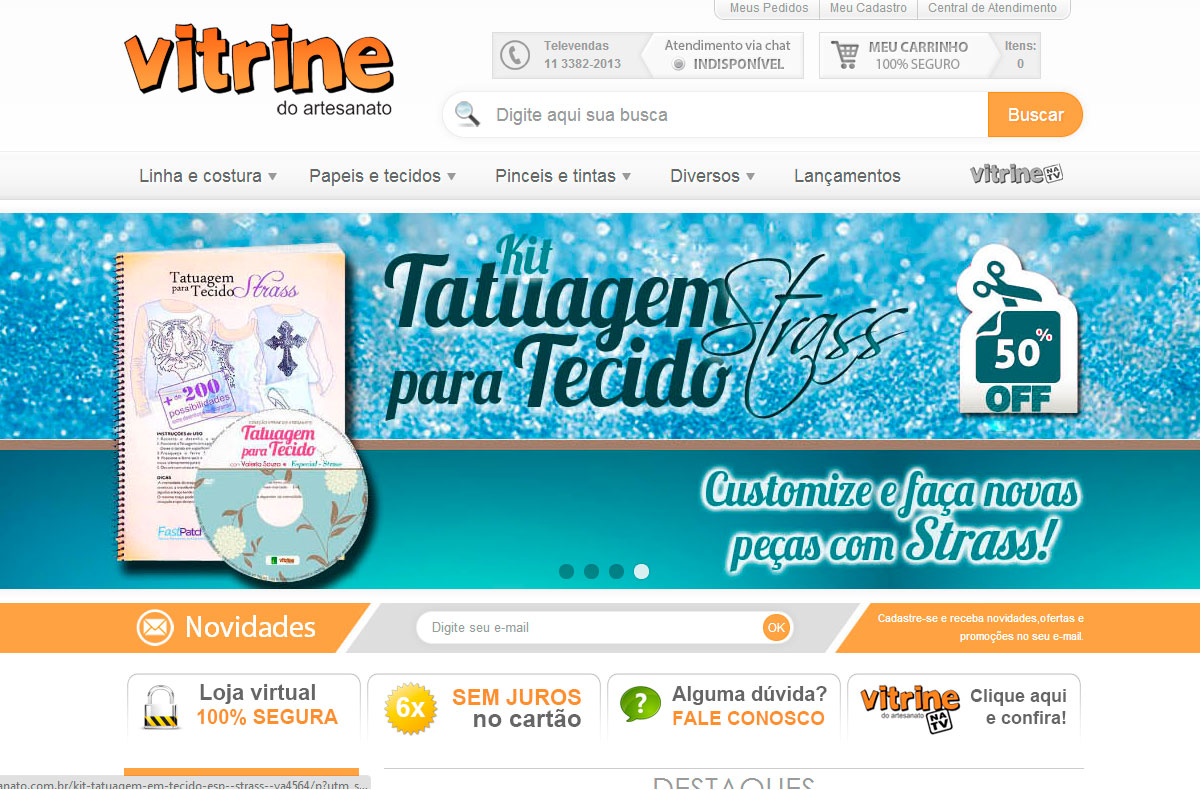 Meus Pedidos
Meu Cadastro
Central de Atendimento
vitrine
do artesanato
Televendas
11 3382-2013
Atendimento via chat
INDISPONÍVEL
MEU CARRINHO
100% SEGURO
Itens:
0
Digite aqui sua busca
Buscar
Linha e costura
Papeis e tecidos
Pinceis e tintas
Diversos
Lançamentos
vitrine NA TV
Tatuagem
para Tecido Strass
+ de 200
possibilidades
INSTRUÇÕES de USO
DICAS
FastPatch
Tatuagem
para Tecido
com Valeria Souza e Especial - Strass
vitrine
Kit
Tatuagem
para Tecido
Strass
50%
OFF
Customize e faça novas
peças com Strass!
Novidades
Digite seu e-mail
OK
Cadastre-se e receba novidades,ofertas e
promoções no seu e-mail.
Loja virtual
100% SEGURA
6x
SEM JUROS
no cartão
?
Alguma dúvida?
FALE CONOSCO
vitrine
do artesanato
NA TV
Clique aqui
e confira!
DESTAQUES
anato.com.br/kit-tatuagem-em-tecido-esp--strass--va4564/p?utm_s...